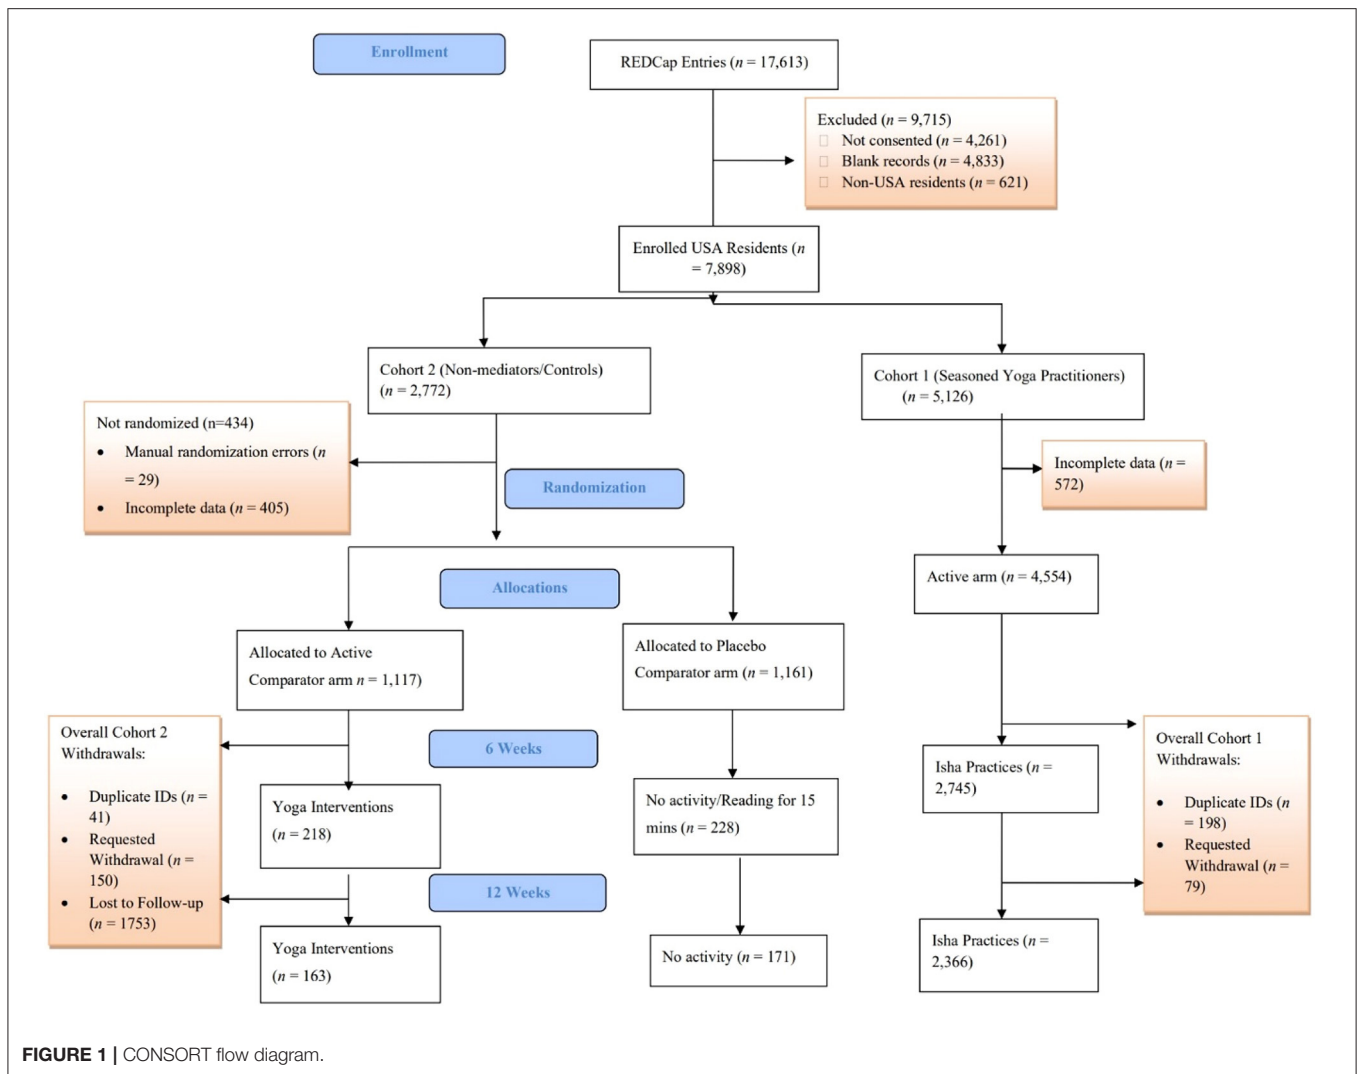 Enrollment
REDCap Entries (n = 17,613)
Excluded (n = 9,715)
Not consented (n = 4,261)
Blank records (n = 4,833)
Non-USA residents (n = 621)
Enrolled USA Residents (n
= 7,898)
Cohort 2 (Non-mediators/Controls)
(n = 2,772)
Cohort 1 (Seasoned Yoga Practitioners)
(n = 5,126)
Not randomized (n=434)
• Manual randomization errors (n
= 29)
• Incomplete data (n = 405)
Randomization
Incomplete data (n =
572)
Allocations
Active arm (n = 4,554)
Allocated to Active
Comparator arm n = 1,117)
Allocated to Placebo
Comparator arm (n = 1,161)
Overall Cohort 2
Withdrawals:
• Duplicate IDs (n =
41)
• Requested
Withdrawal (n =
150)
• Lost to Follow-up
(n = 1753)
6 Weeks
Yoga Interventions
(n = 218)
No activity/Reading for 15
mins (n = 228)
Isha Practices (n =
2,745)
Overall Cohort 1
Withdrawals:
• Duplicate IDs (n
= 198)
• Requested
Withdrawal (n =
79)
12 Weeks
Yoga Interventions
(n = 163)
No activity (n = 171)
Isha Practices (n =
2,366)
FIGURE 1 | CONSORT flow diagram.